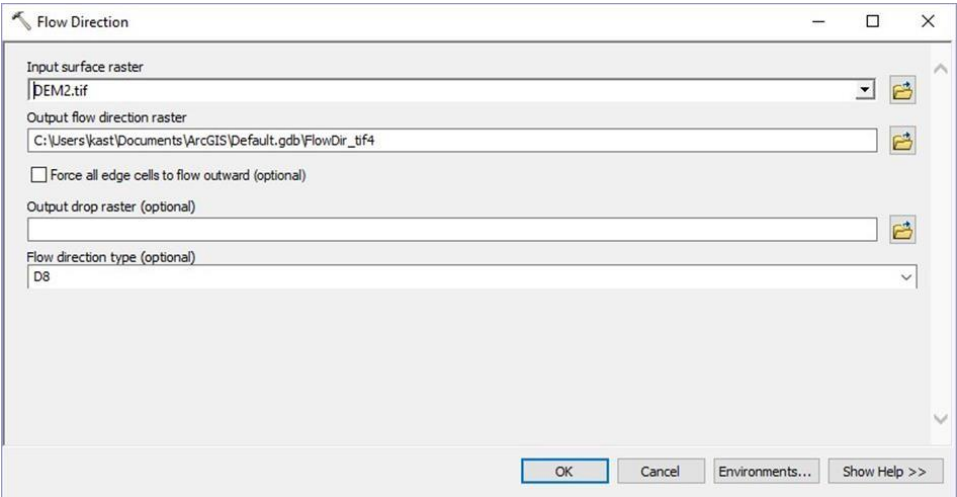 Flow Direction
Input surface raster
DEM2.tif
Output flow direction raster
C:\Users\kast\Documents\ArcGIS\Default.gdb\FlowDir_tif4
Force all edge cells to flow outward (optional)
Output drop raster (optional)
Flow direction type (optional)
D8
OK Cancel Environments... Show Help >>